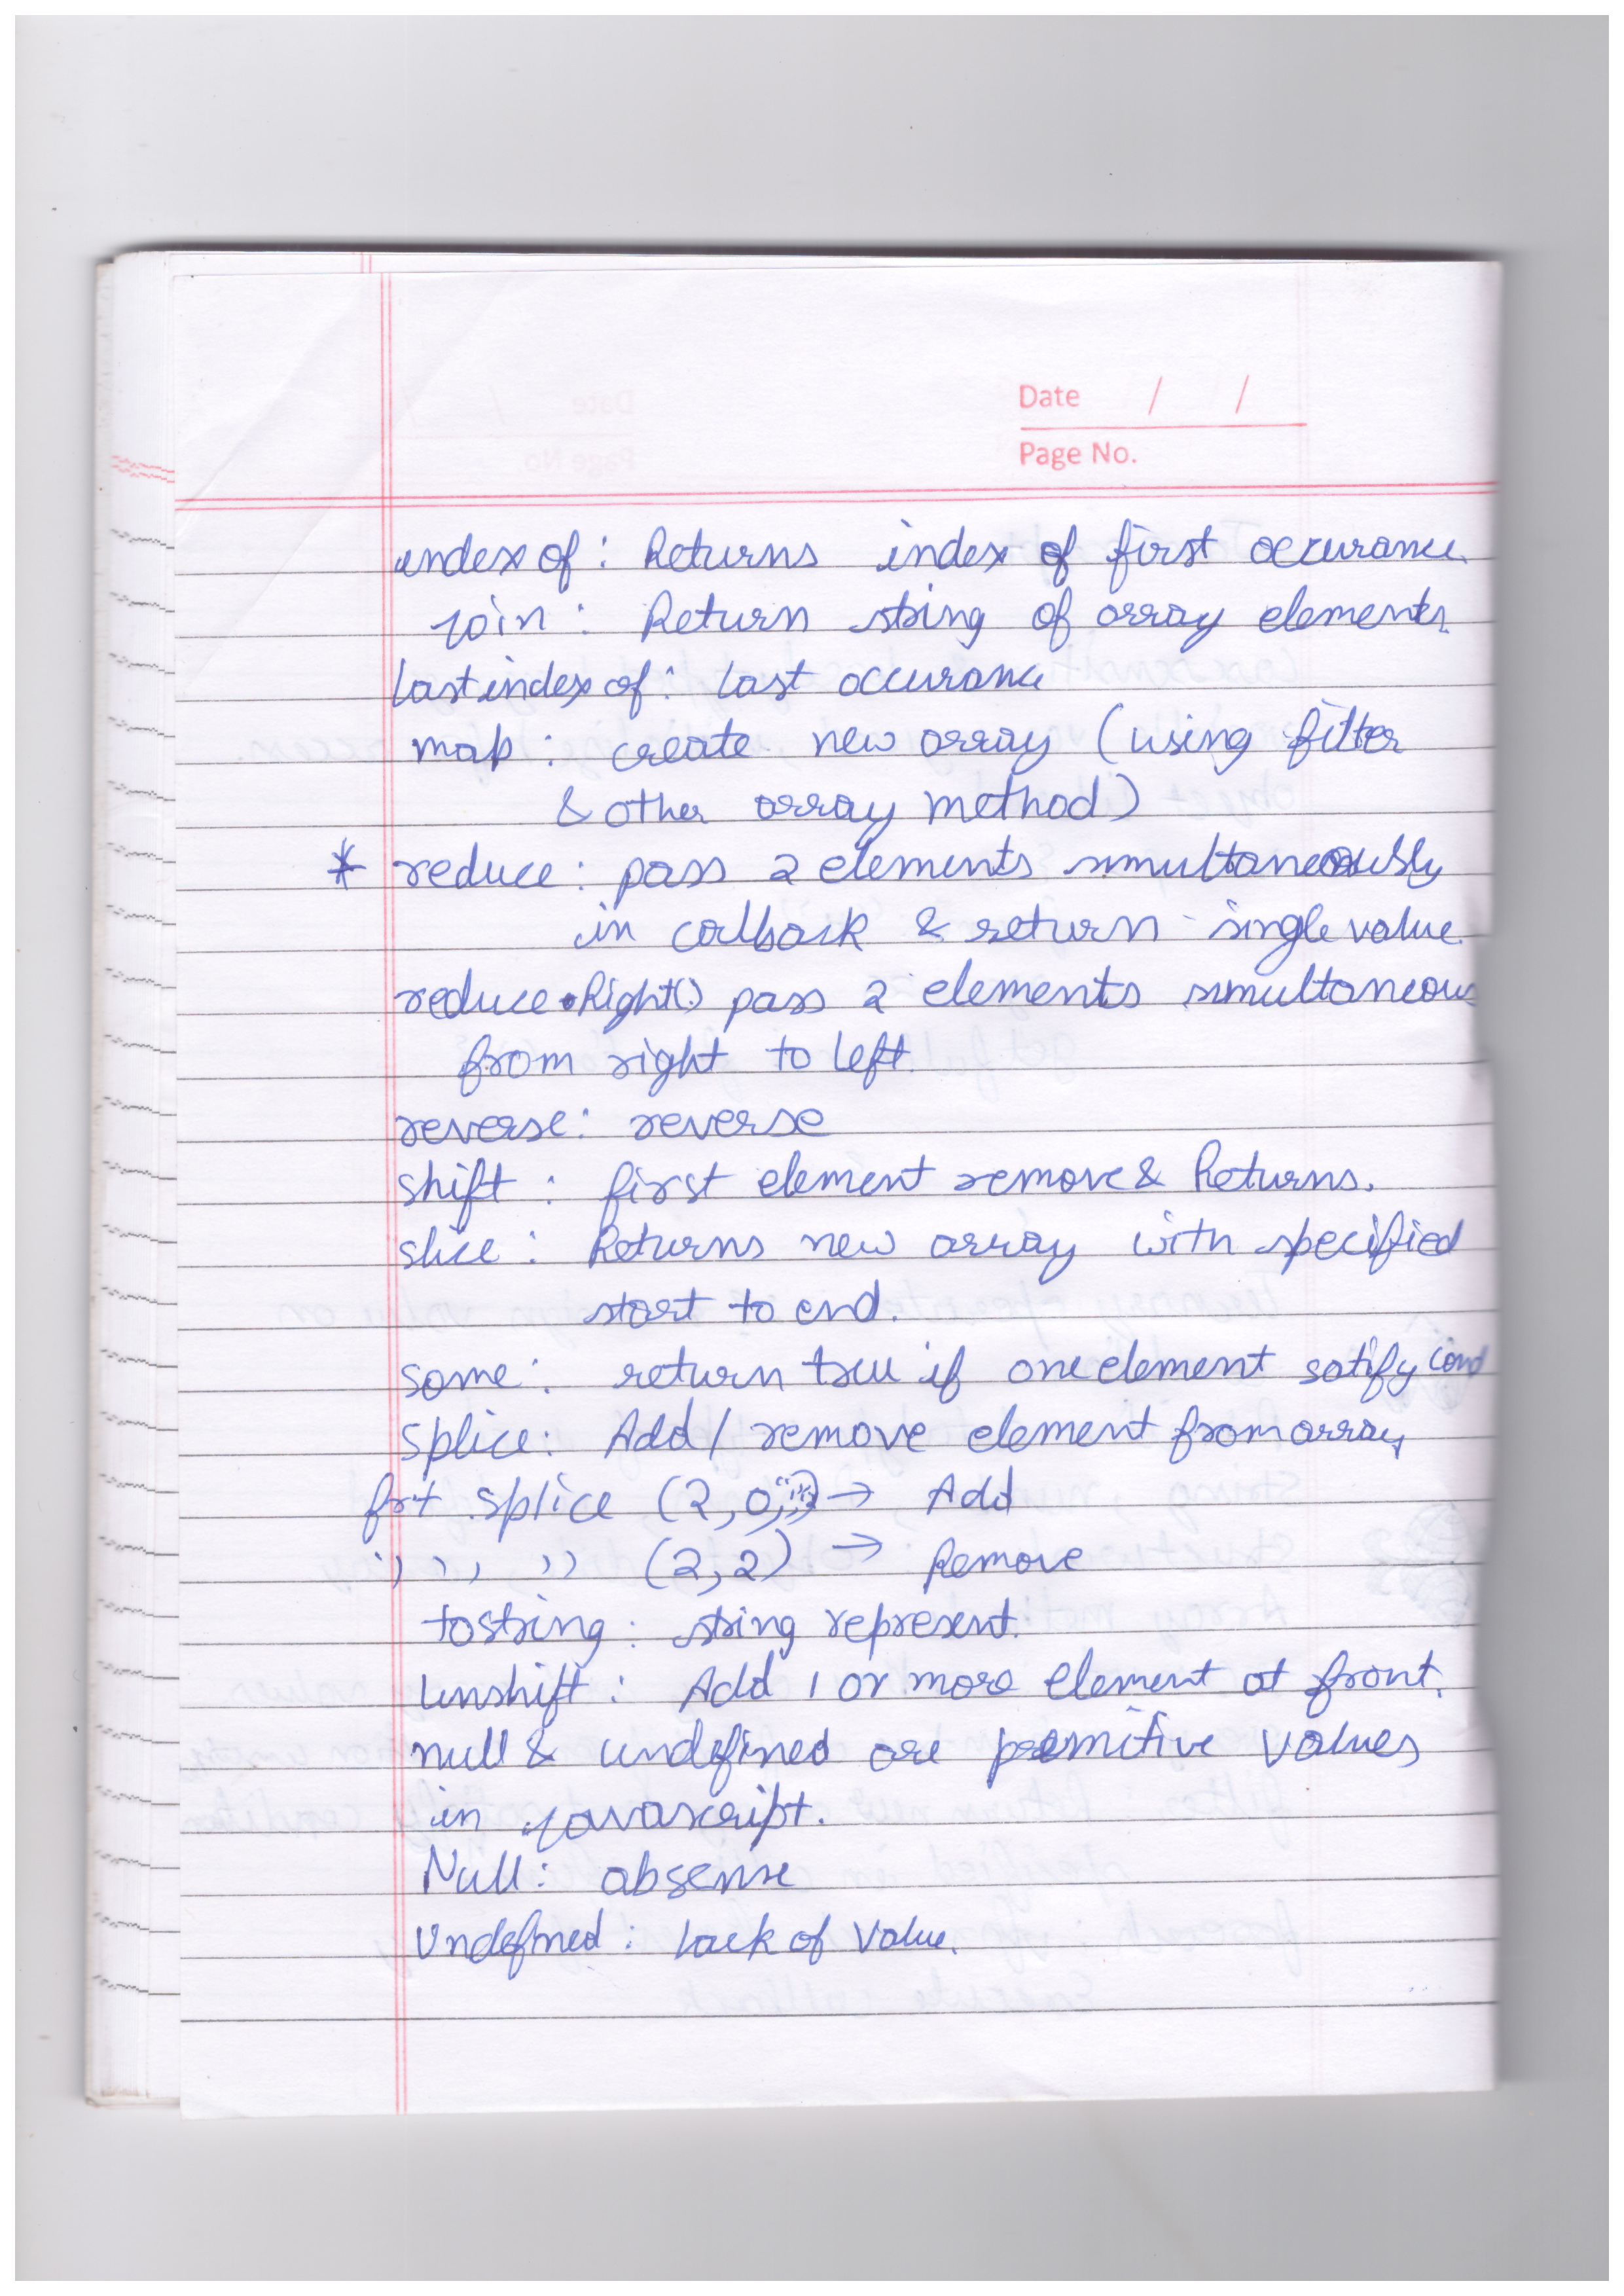 Date / /
Page No.
index of : Returns index of first occurance.
join : Return string of array elements.
last index of : Last occurance
map : create new array (using filter
& other array method)
* reduce : pass 2 elements simultaneously
in callback & return single value.
reduce.Right() pass 2 elements simultaneous
from right to left.
reverse : reverse
shift : first element remove & Returns.
slice : Returns new array with specified
start to end.
some : return true if one element satify cond
splice : Add / remove element from array
frt .splice (2,0, → Add
,, ,, ,, (2,2) → Remove
tostring : string represent.
Unshift : Add 1 or more element at front.
null & undefined are premitive values
in javascript.
Null : absense
Undefined : Lack of Value.